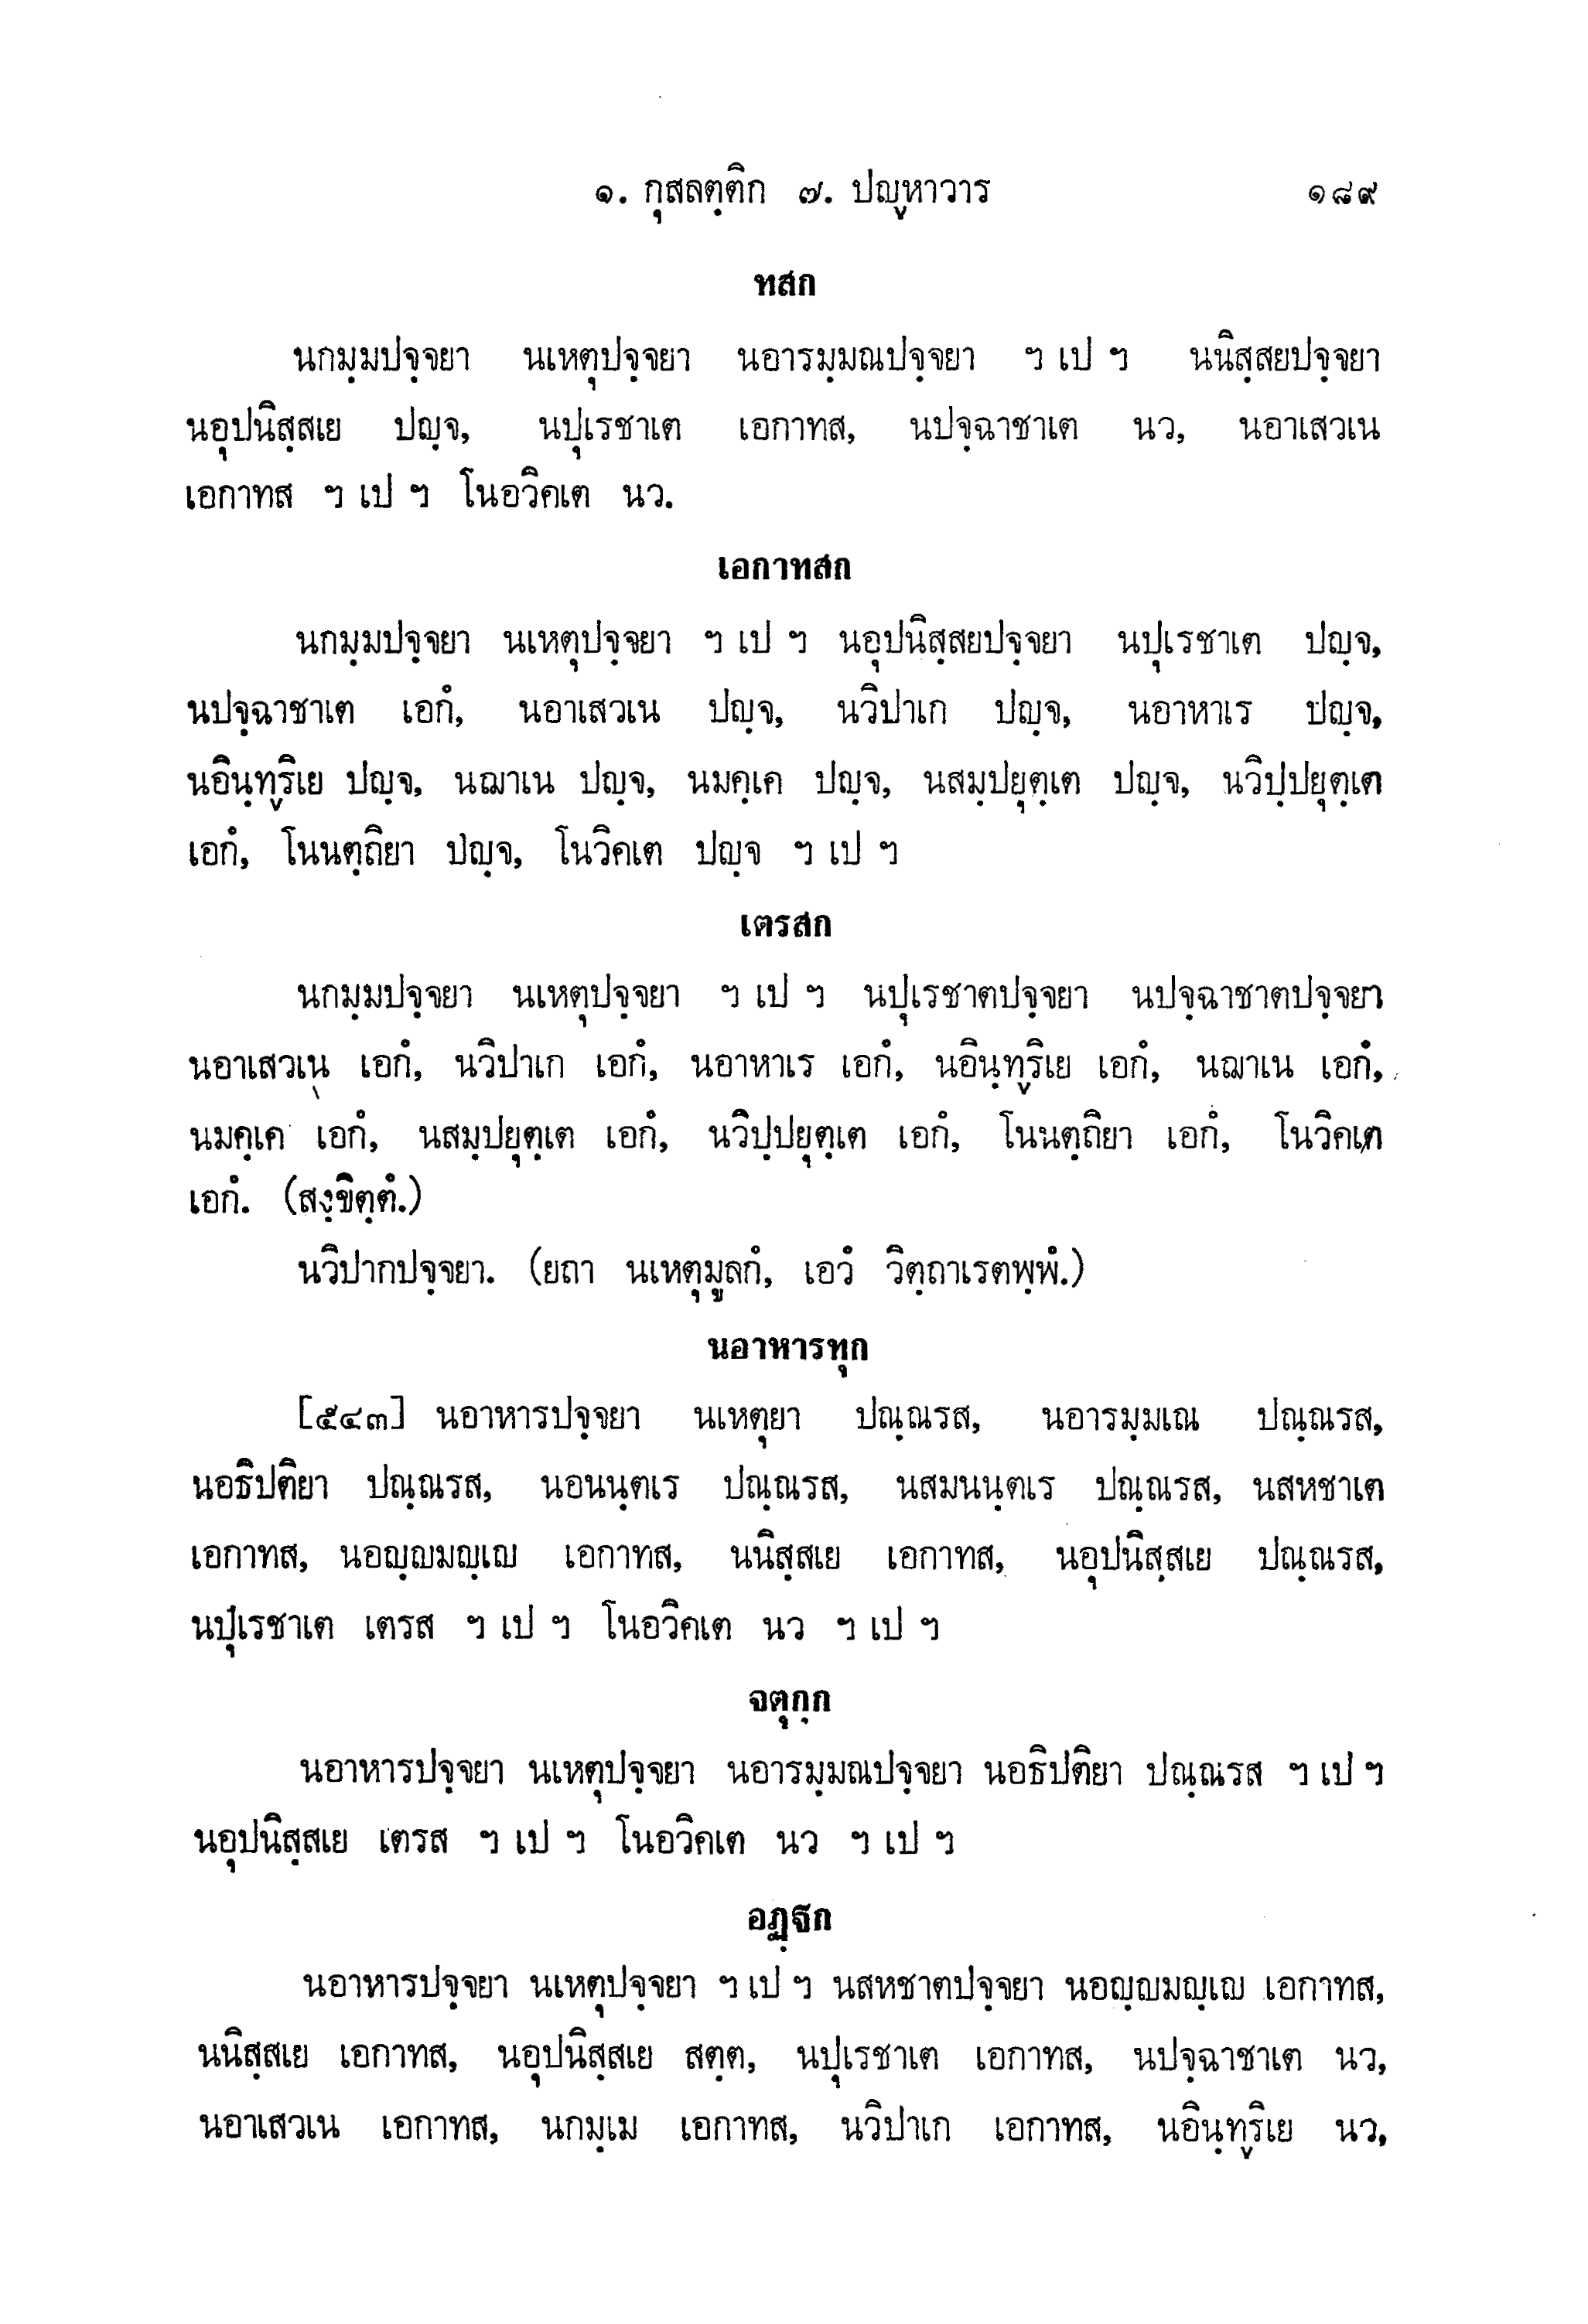 ๑. กุสลตฺติก ๗. ปญฺหาวาร ๑๘๙
ทสก
นกมฺมปจฺจยา นเหตุปจฺจยา นอารมฺมณปจฺจยา ฯ เป ฯ นนิสฺสยปจฺจยา
นอุปนิสฺสเย ปญฺจ, นปุเรชาเต เอกาทส, นปจฺฉาชาเต นว, นอาเสวเน
เอกาทส ฯ เป ฯ โนอวิคเต นว.
เอกาทสก
นกมฺมปจฺจยา นเหตุปจฺจยา ฯ เป ฯ นอุปนิสฺสยปจฺจยา นปุเรชาเต ปญฺจ,
นปจฺฉาชาเต เอกํ, นอาเสวเน ปญฺจ, นวิปาเก ปญฺจ, นอาหาเร ปญฺจ,
นอินฺทฺริเย ปญฺจ, นฌาเน ปญฺจ, นมคฺเค ปญฺจ, นสมฺปยุตฺเต ปญฺจ, นวิปฺปยุตฺเต
เอกํ, โนนตฺถิยา ปญฺจ, โนวิคเต ปญฺจ ฯ เป ฯ
เตรสก
นกมฺมปจฺจยา นเหตุปจฺจยา ฯ เป ฯ นปุเรชาตปจฺจยา นปจฺฉาชาตปจฺจยา
นอาเสวเน เอกํ, นวิปาเก เอกํ, นอาหาเร เอกํ, นอินฺทฺริเย เอกํ, นฌาเน เอกํ,
นมคฺเค เอกํ, นสมฺปยุตฺเต เอกํ, นวิปฺปยุตฺเต เอกํ, โนนตฺถิยา เอกํ, โนวิคเต
เอกํ. (สงฺขิตฺตํ.)
นวิปากปจฺจยา. (ยถา นเหตุมูลกํ, เอวํ วิตฺถาเรตพฺพํ.)
นอาหารทุก
[๕๔๓] นอาหารปจฺจยา นเหตุยา ปณฺณรส, นอารมฺมเณ ปณฺณรส,
นอธิปติยา ปณฺณรส, นอนนฺตเร ปณฺณรส, นสมนนฺตเร ปณฺณรส, นสหชาเต
เอกาทส, นอญฺญมญฺเญ เอกาทส, นนิสฺสเย เอกาทส, นอุปนิสฺสเย ปณฺณรส,
นปุเรชาเต เตรส ฯ เป ฯ โนอวิคเต นว ฯ เป ฯ
จตุกฺก
นอาหารปจฺจยา นเหตุปจฺจยา นอารมฺมณปจฺจยา นอธิปติยา ปณฺณรส ฯ เป ฯ
นอุปนิสฺสเย เตรส ฯ เป ฯ โนอวิคเต นว ฯ เป ฯ
อฏฺฐก
นอาหารปจฺจยา นเหตุปจฺจยา ฯ เป ฯ นสหชาตปจฺจยา นอญฺญมญฺเญ เอกาทส,
นนิสฺสเย เอกาทส, นอุปนิสฺสเย สตฺต, นปุเรชาเต เอกาทส, นปจฺฉาชาเต นว,
นอาเสวเน เอกาทส, นกมฺเม เอกาทส, นวิปาเก เอกาทส, นอินฺทฺริเย นว,